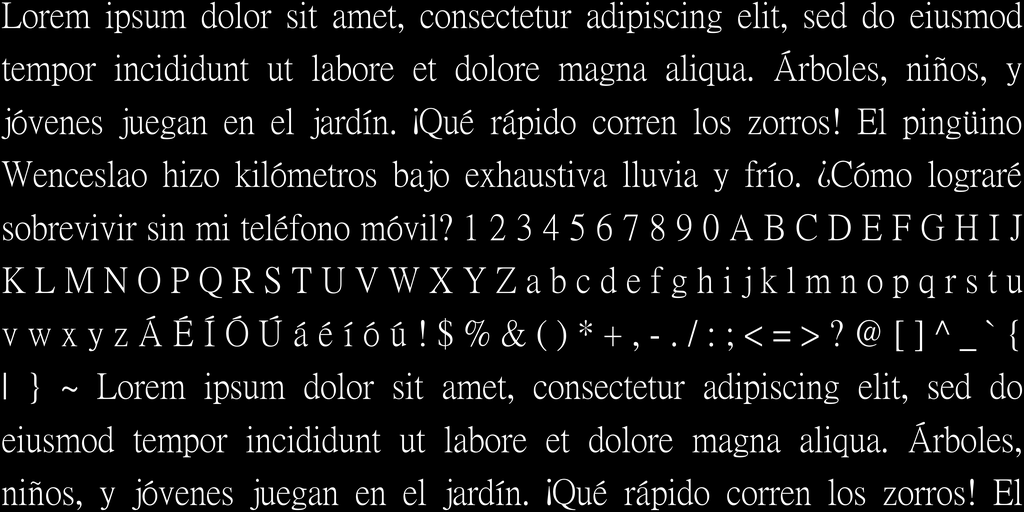 Lorem ipsum dolor sit amet, consectetur adipiscing elit, sed do eiusmod
tempor incididunt ut labore et dolore magna aliqua. Árboles, niños, y
jóvenes juegan en el jardín. ¡Qué rápido corren los zorros! El pingüino
Wenceslao hizo kilómetros bajo exhaustiva lluvia y frío. ¿Cómo lograré
sobrevivir sin mi teléfono móvil? 1 2 3 4 5 6 7 8 9 0 A B C D E F G H I J
K L M N O P Q R S T U V W X Y Z a b c d e f g h i j k l m n o p q r s t u
v w x y z Á É Í Ó Ú á é í ó ú ! $ % & ( ) * + , - . / : ; < = > ? @ [ ] ^ _ ` {
| } ~ Lorem ipsum dolor sit amet, consectetur adipiscing elit, sed do
eiusmod tempor incididunt ut labore et dolore magna aliqua. Árboles,
niños, y jóvenes juegan en el jardín. ¡Qué rápido corren los zorros! El